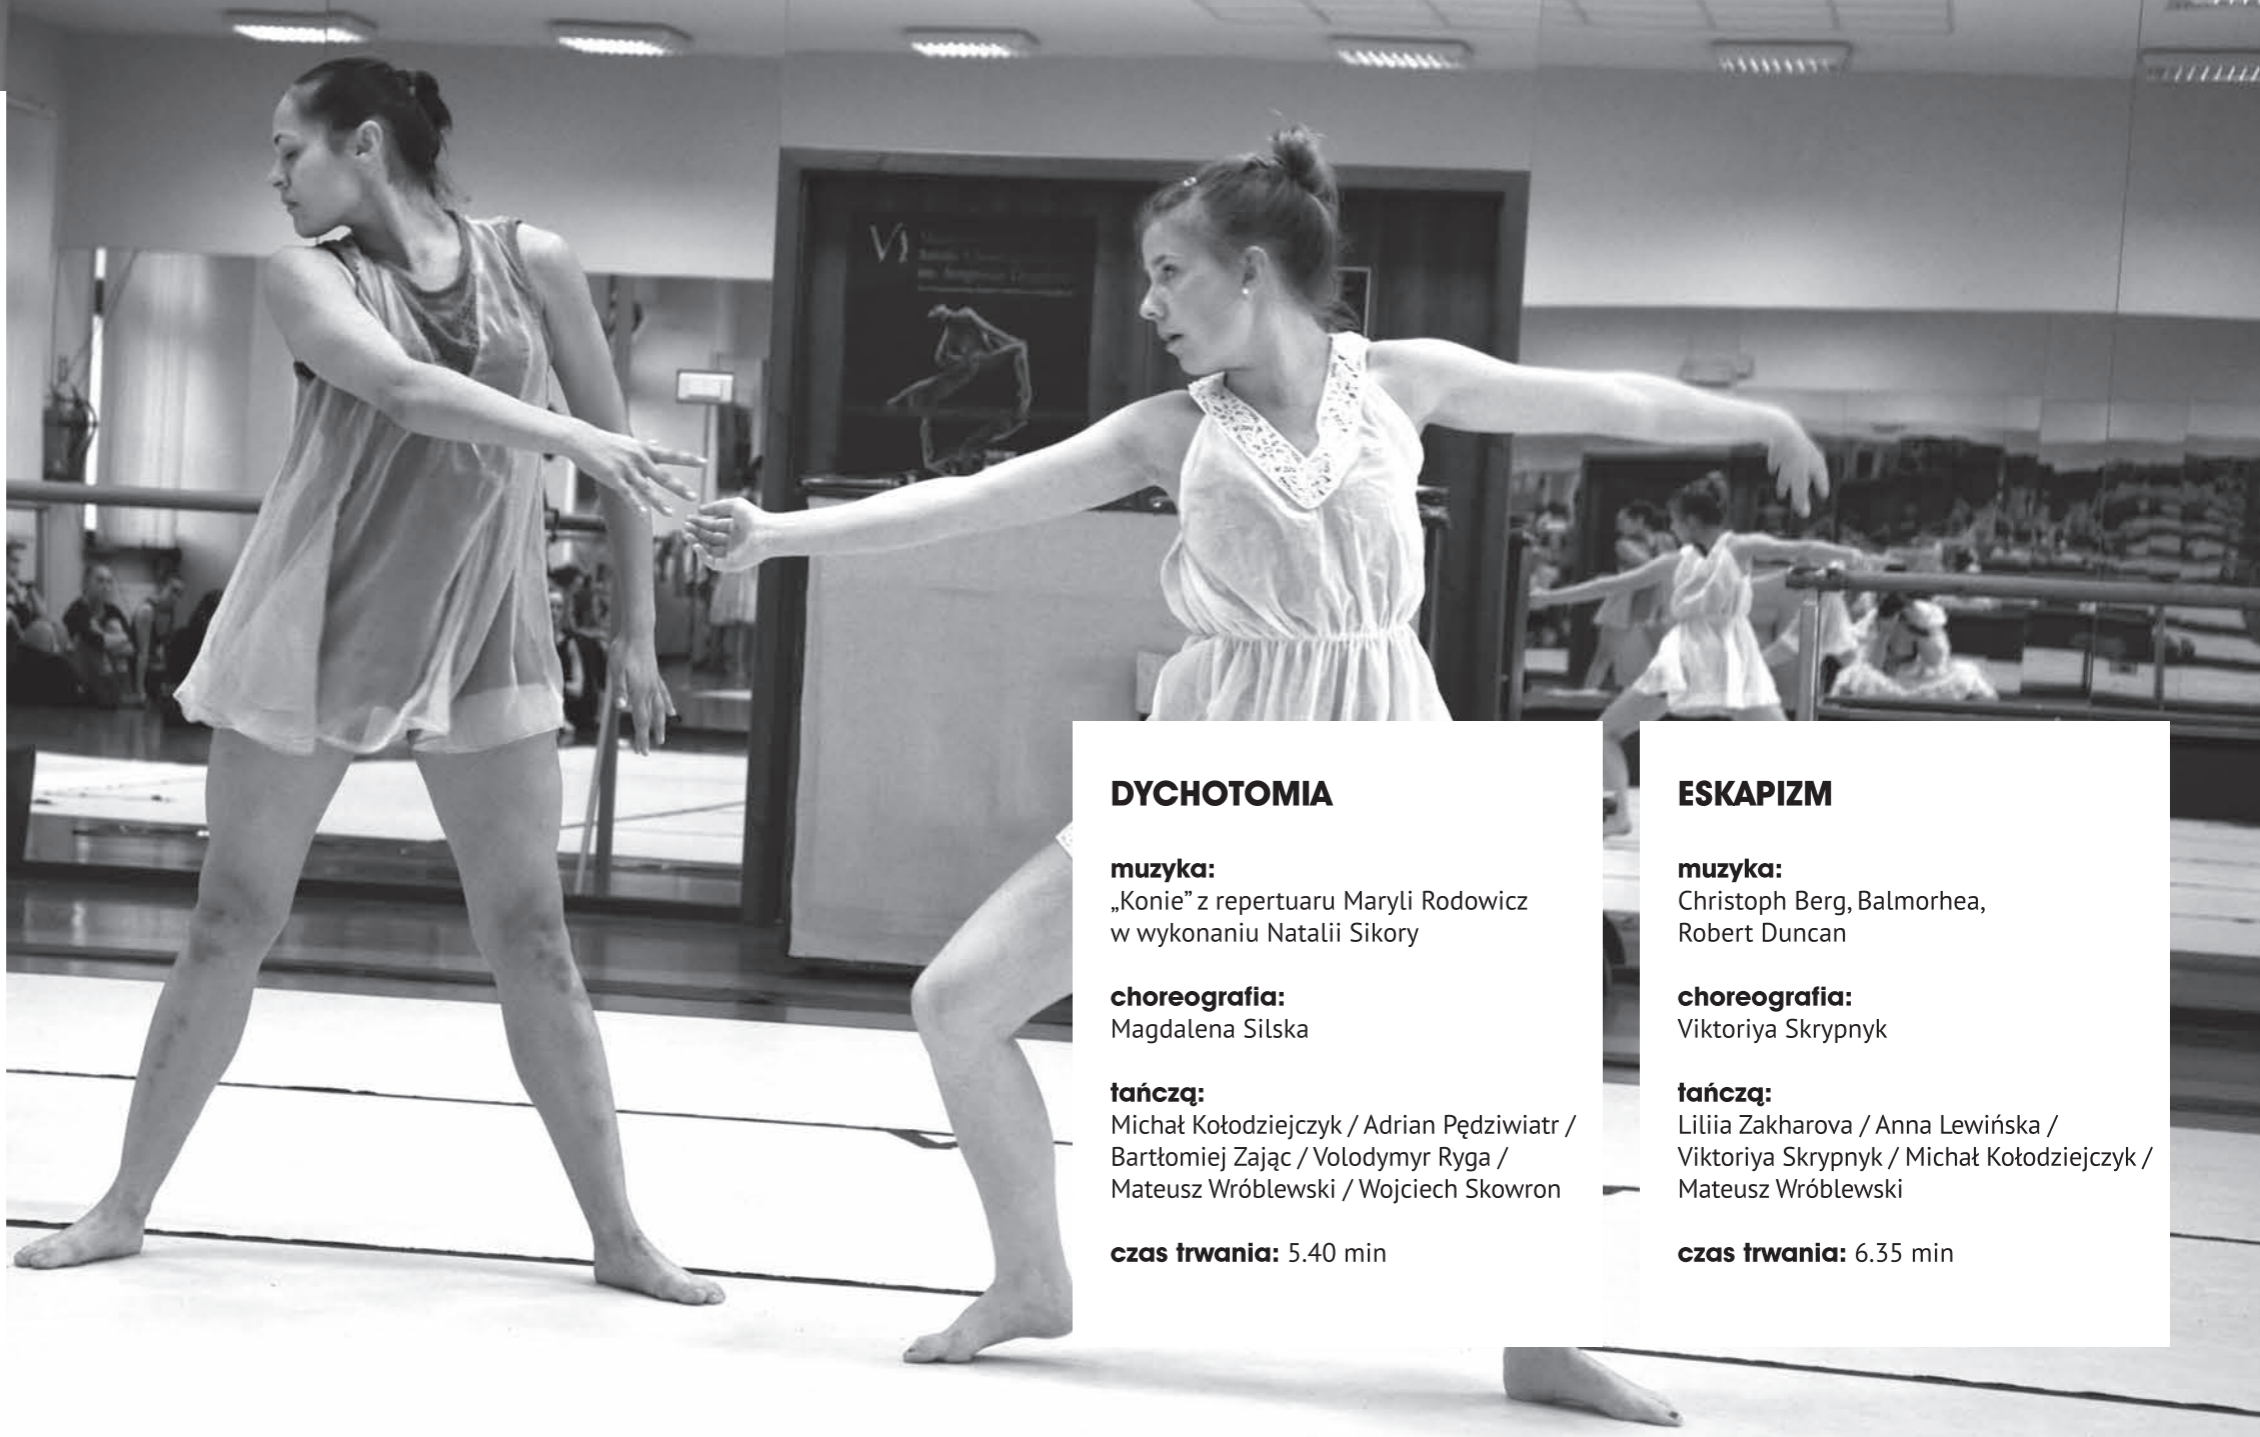 VI
DYCHOTOMIA
muzyka:
„Konie” z repertuaru Maryli Rodowicz
w wykonaniu Natalii Sikory
choreografia:
Magdalena Silska
tańczą:
Michał Kołodziejczyk / Adrian Pędziwiatr /
Bartłomiej Zając / Volodymyr Ryga /
Mateusz Wróblewski / Wojciech Skowron
czas trwania: 5.40 min
ESKAPIZM
muzyka:
Christoph Berg, Balmorhea,
Robert Duncan
choreografia:
Viktoriya Skrypnyk
tańczą:
Liliia Zakharova / Anna Lewińska /
Viktoriya Skrypnyk / Michał Kołodziejczyk /
Mateusz Wróblewski
czas trwania: 6.35 min